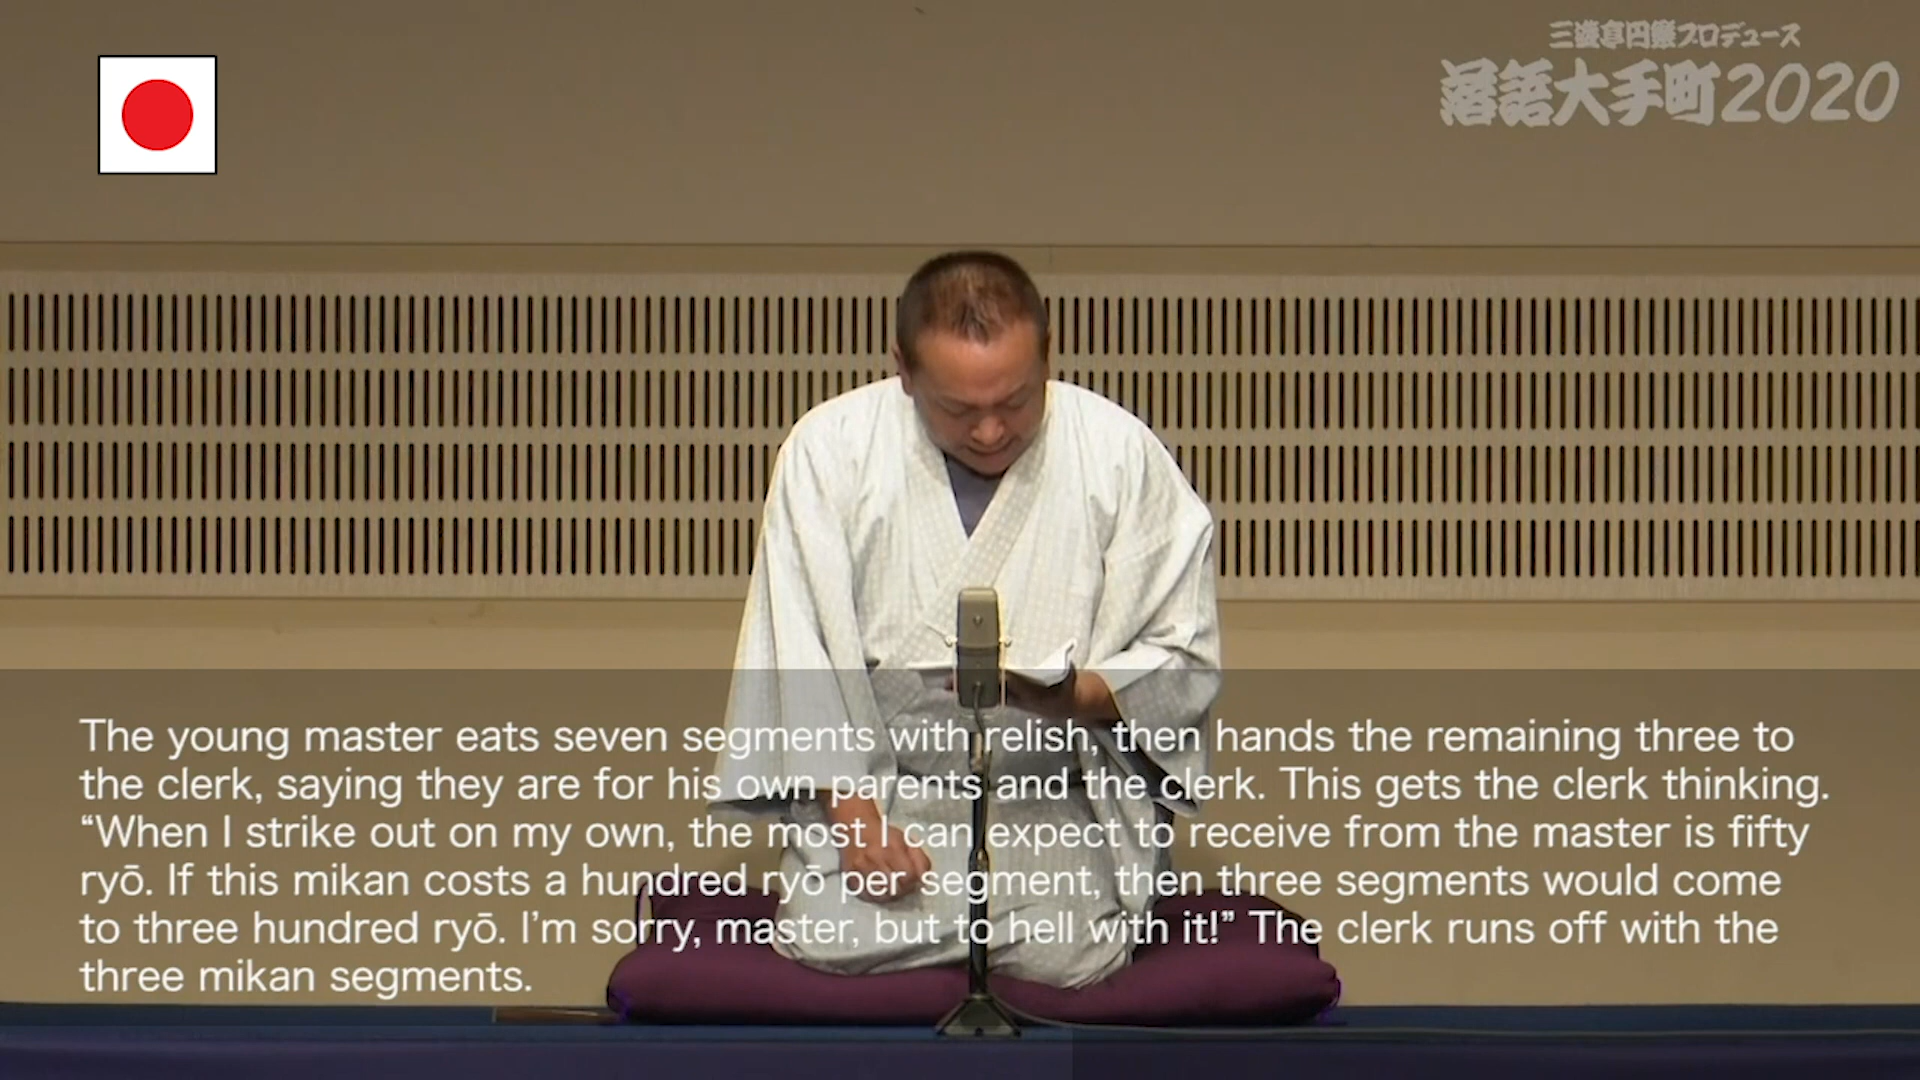 三遊亭円楽プロデュース
落語大手町2020
The young master eats seven segments with relish, then hands the remaining three to
the clerk, saying they are for his own parents and the clerk. This gets the clerk thinking.
“When I strike out on my own, the most I can expect to receive from the master is fifty
ryō. If this mikan costs a hundred ryō per segment, then three segments would come
to three hundred ryō. I’m sorry, master, but to hell with it!” The clerk runs off with the
three mikan segments.